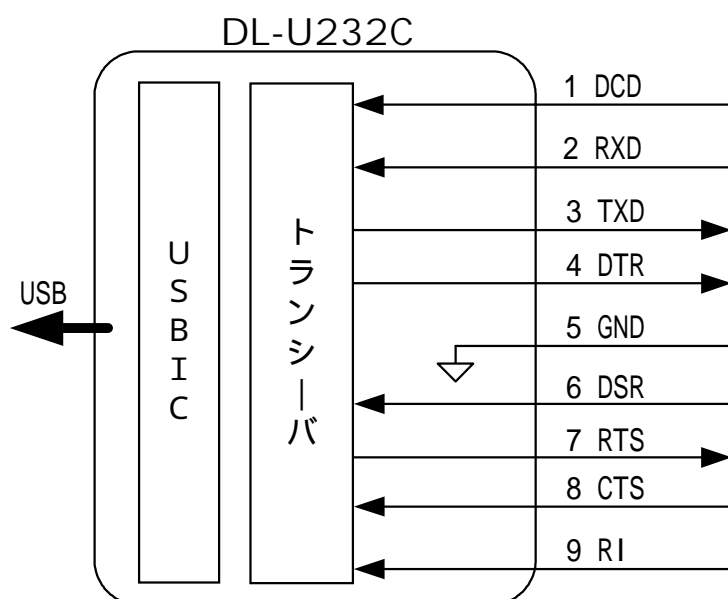 DL-U232C
USB
USBIC
トランシーバ
1 DCD
2 RXD
3 TXD
4 DTR
5 GND
6 DSR
7 RTS
8 CTS
9 RI